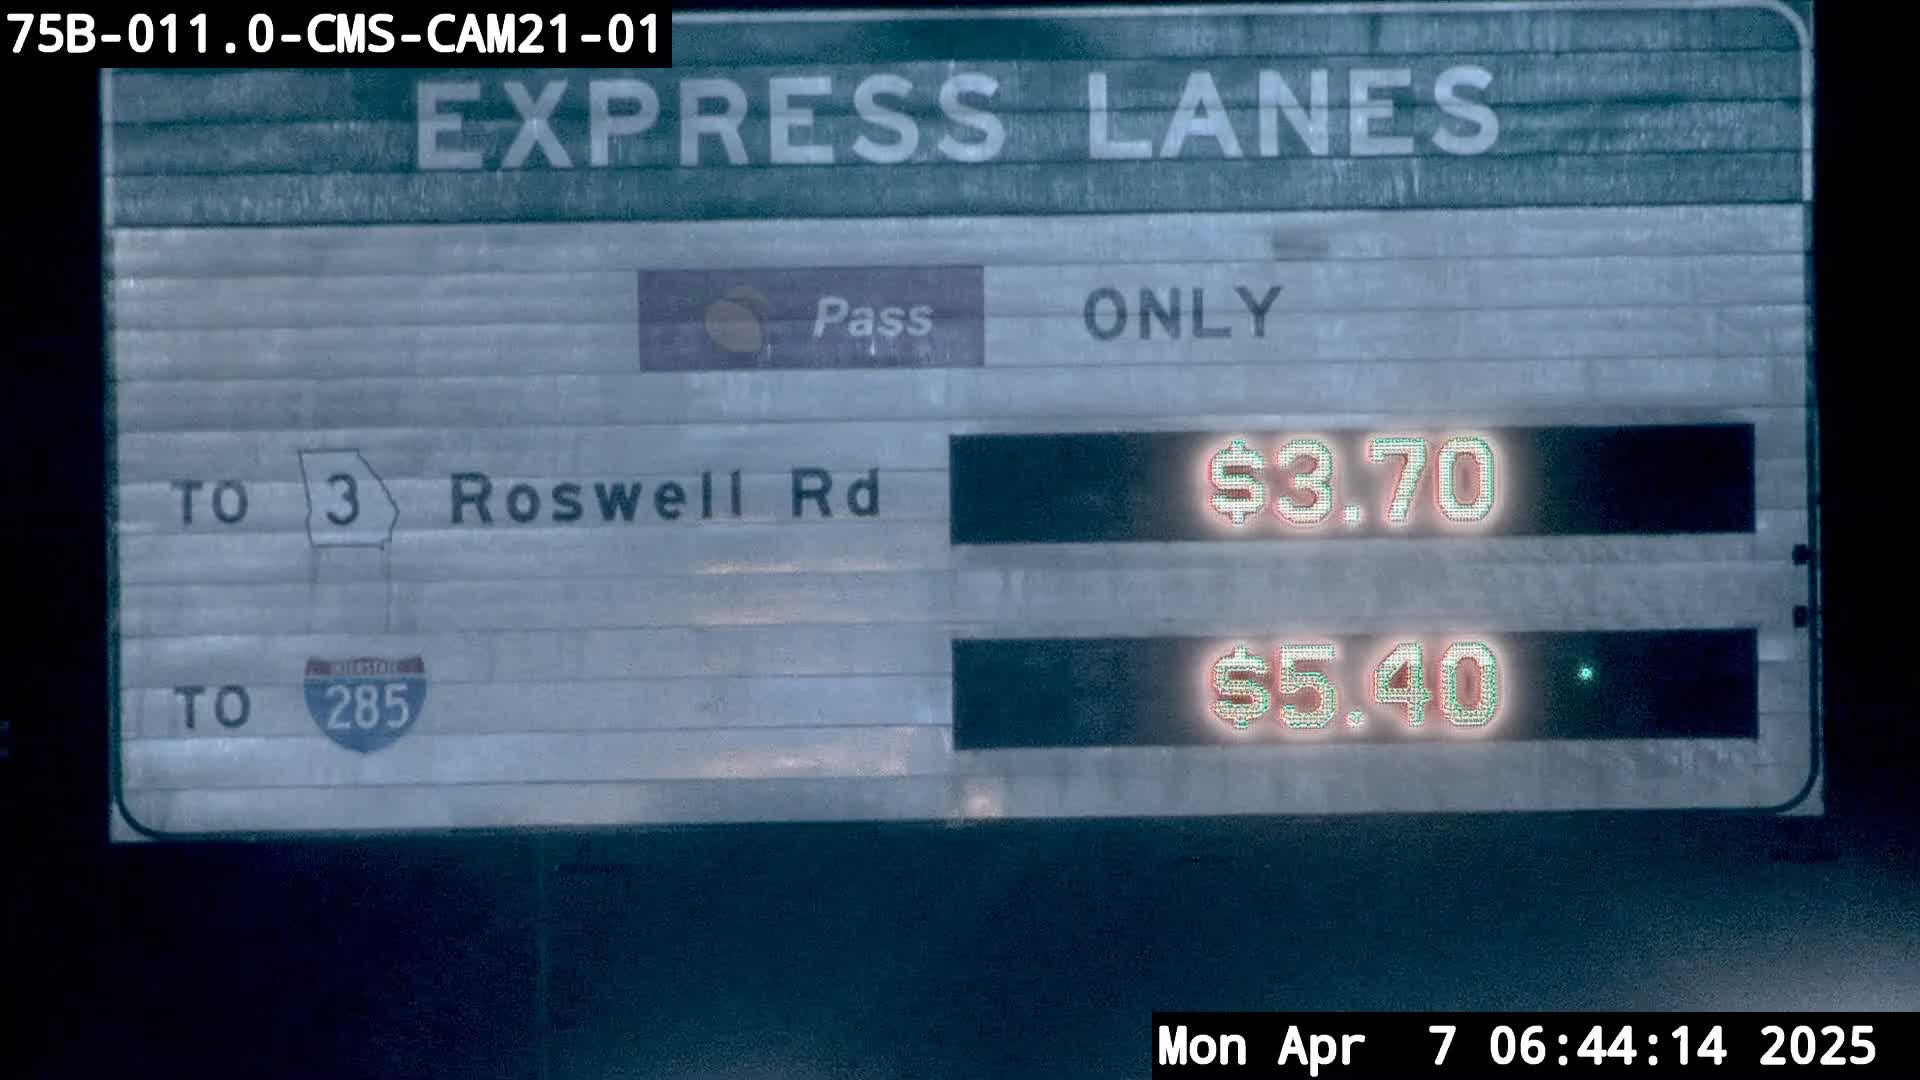 75B-011.0-CMS-CAM21-01
EXPRESS LANES
Pass ONLY
TO 3 Roswell Rd $3.70
INTERSTATE
TO 285 $5.40
Mon Apr 7 06:44:14 2025